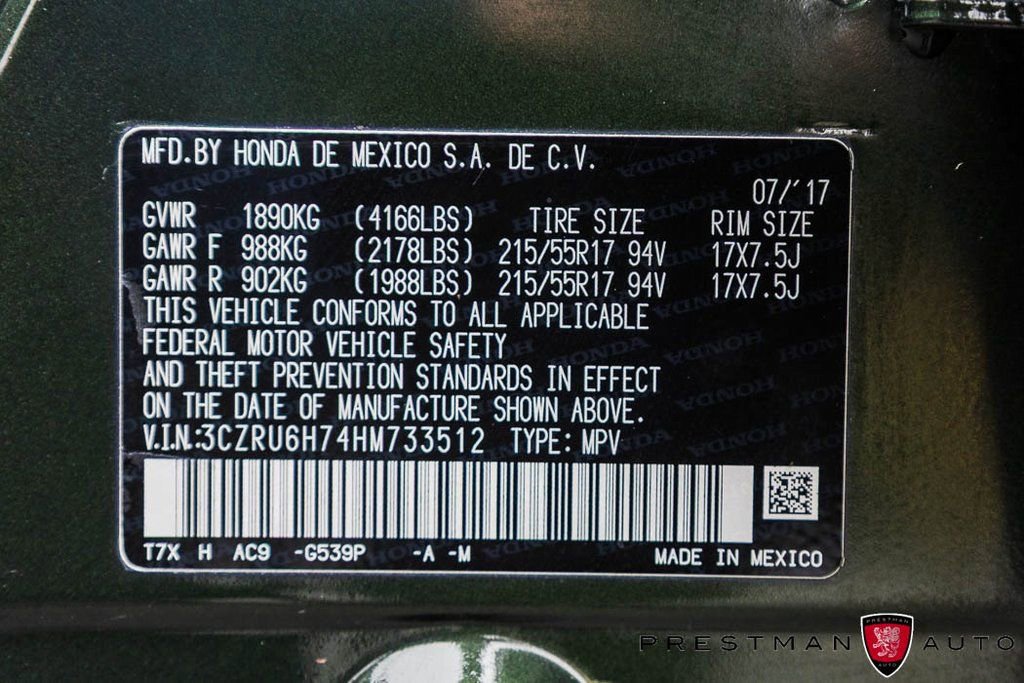 MFD.BY HONDA DE MEXICO S.A. DE C.V.
07/'17
GVWR 1890KG (4166LBS) TIRE SIZE RIM SIZE
GAWR F 988KG (2178LBS) 215/55R17 94V 17X7.5J
GAWR R 902KG (1988LBS) 215/55R17 94V 17X7.5J
THIS VEHICLE CONFORMS TO ALL APPLICABLE
FEDERAL MOTOR VEHICLE SAFETY
AND THEFT PREVENTION STANDARDS IN EFFECT
ON THE DATE OF MANUFACTURE SHOWN ABOVE.
V.I.N.:3CZRU6H74HM733512 TYPE: MPV
T7X H AC9 -G539P -A -M MADE IN MEXICO
PRESTMAN AUTO
PRESTMAN
AUTO